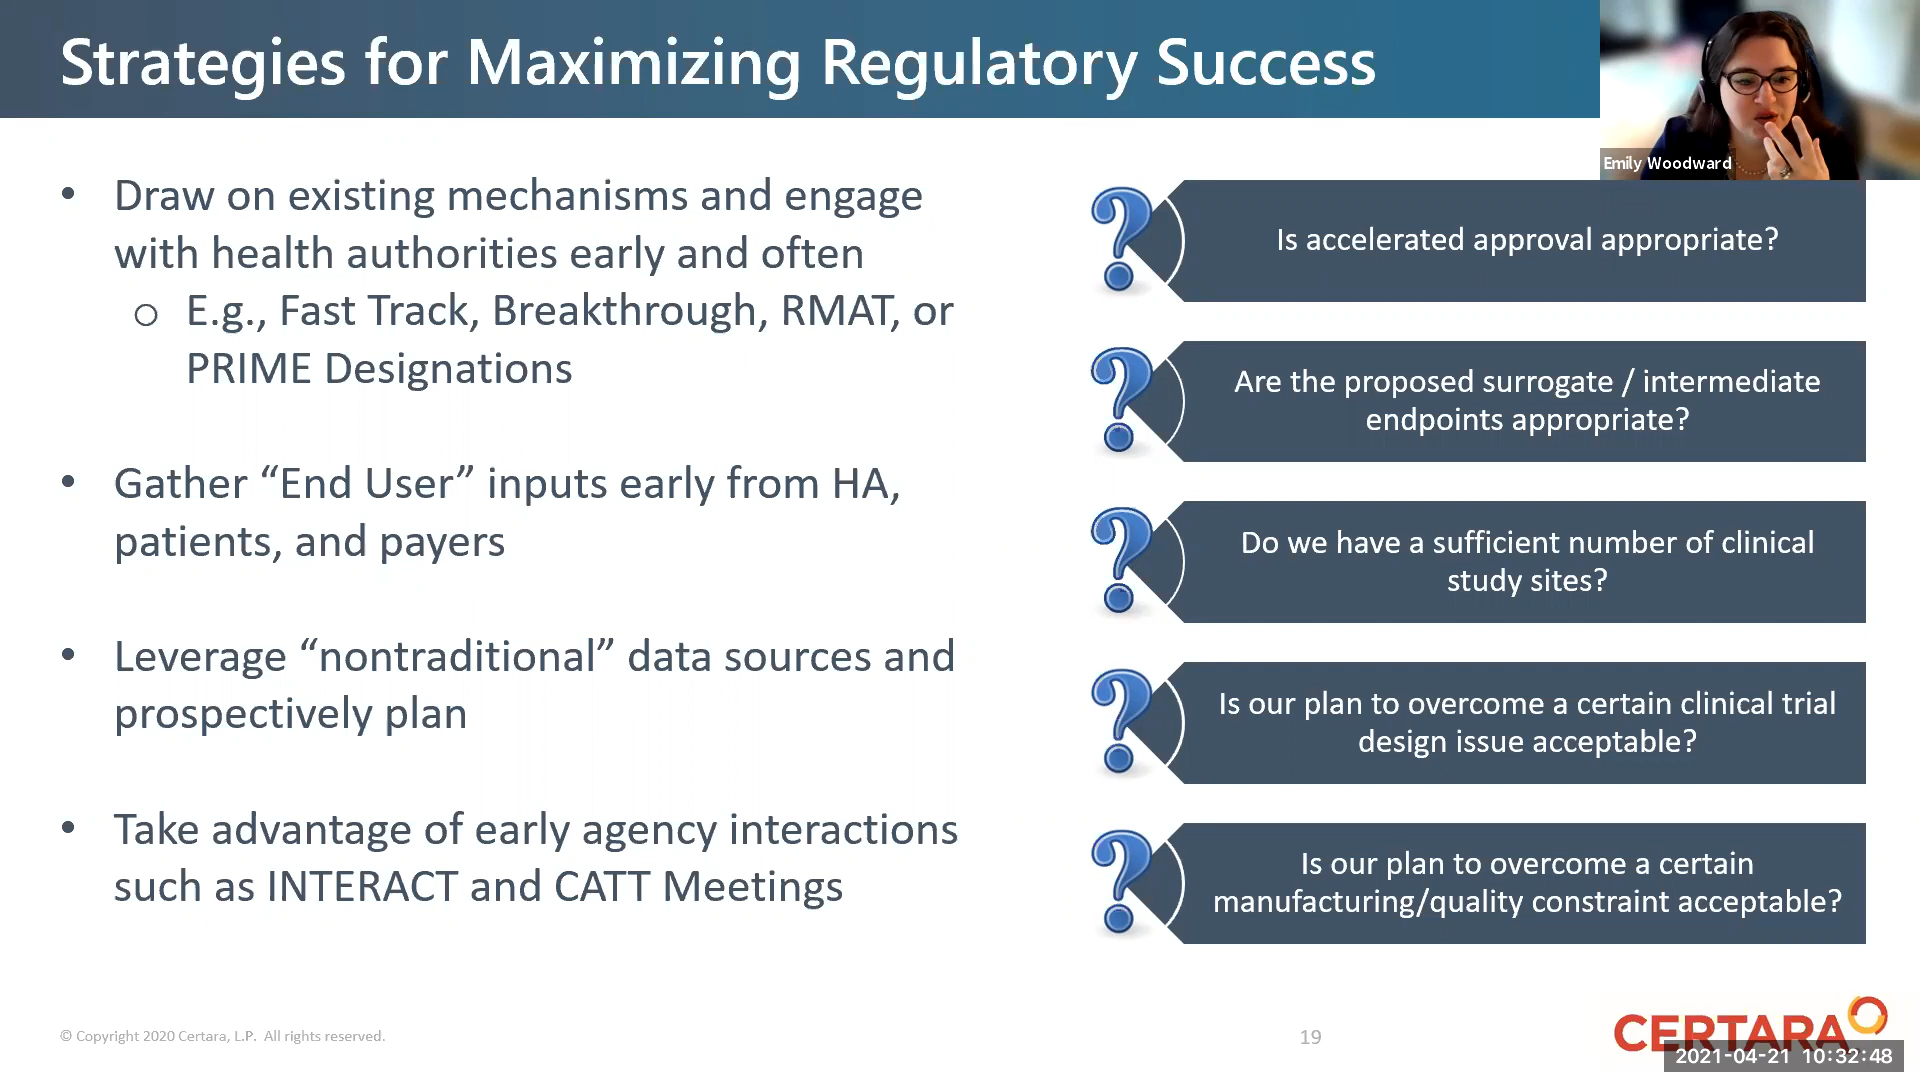 Strategies for Maximizing Regulatory Success
Emily Woodward
• Draw on existing mechanisms and engage
with health authorities early and often
o E.g., Fast Track, Breakthrough, RMAT, or
PRIME Designations
• Gather “End User” inputs early from HA,
patients, and payers
• Leverage “nontraditional” data sources and
prospectively plan
• Take advantage of early agency interactions
such as INTERACT and CATT Meetings
? Is accelerated approval appropriate?
? Are the proposed surrogate / intermediate
endpoints appropriate?
? Do we have a sufficient number of clinical
study sites?
? Is our plan to overcome a certain clinical trial
design issue acceptable?
? Is our plan to overcome a certain
manufacturing/quality constraint acceptable?
© Copyright 2020 Certara, L.P. All rights reserved.
19
CERTARA
2021-04-21 10:32:48